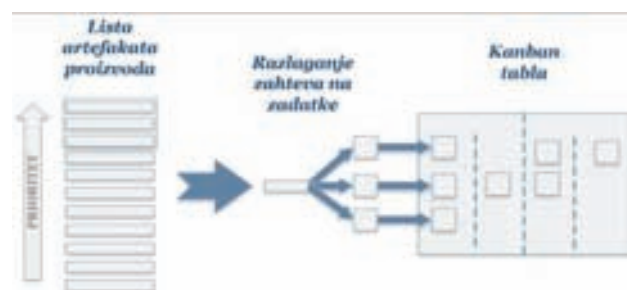 Lista
artefakata
proizvoda
Razlaganje
zahteva na
zadatke
Kanban
tabla
PRIORITET